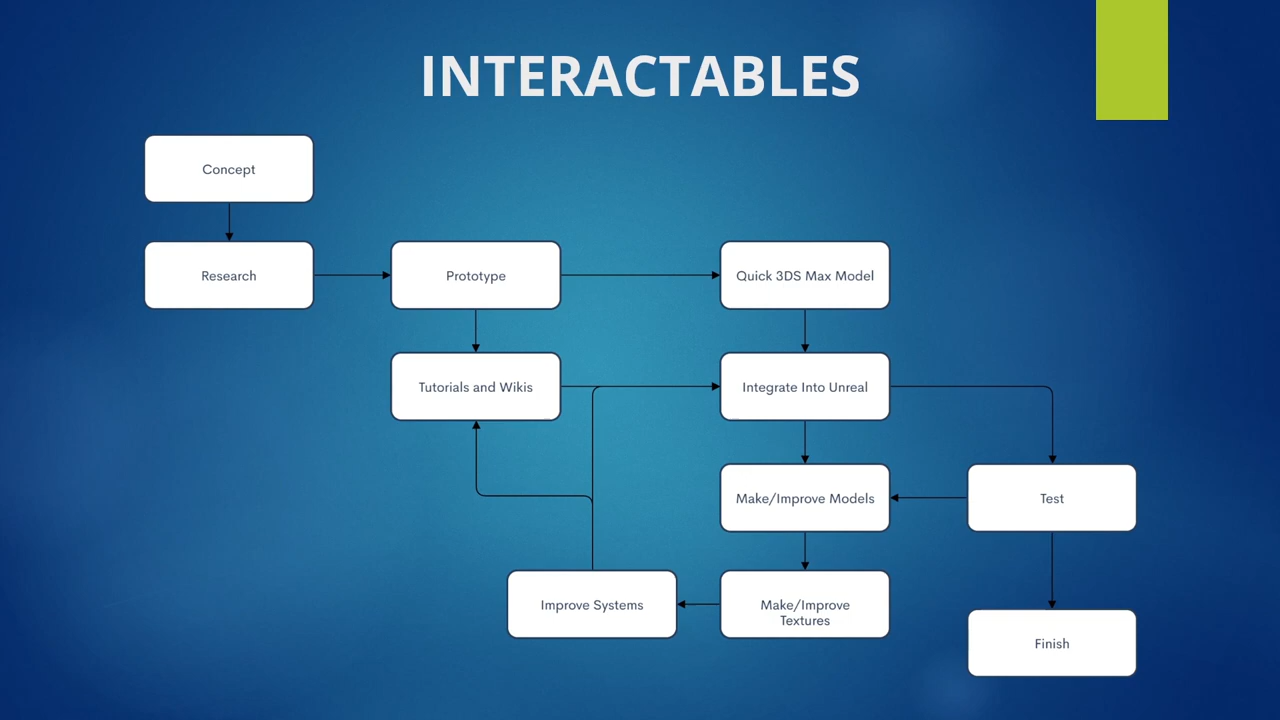 INTERACTABLES
Concept
Research
Prototype
Quick 3DS Max Model
Tutorials and Wikis
Integrate Into Unreal
Make/Improve Models
Test
Improve Systems
Make/Improve
Textures
Finish